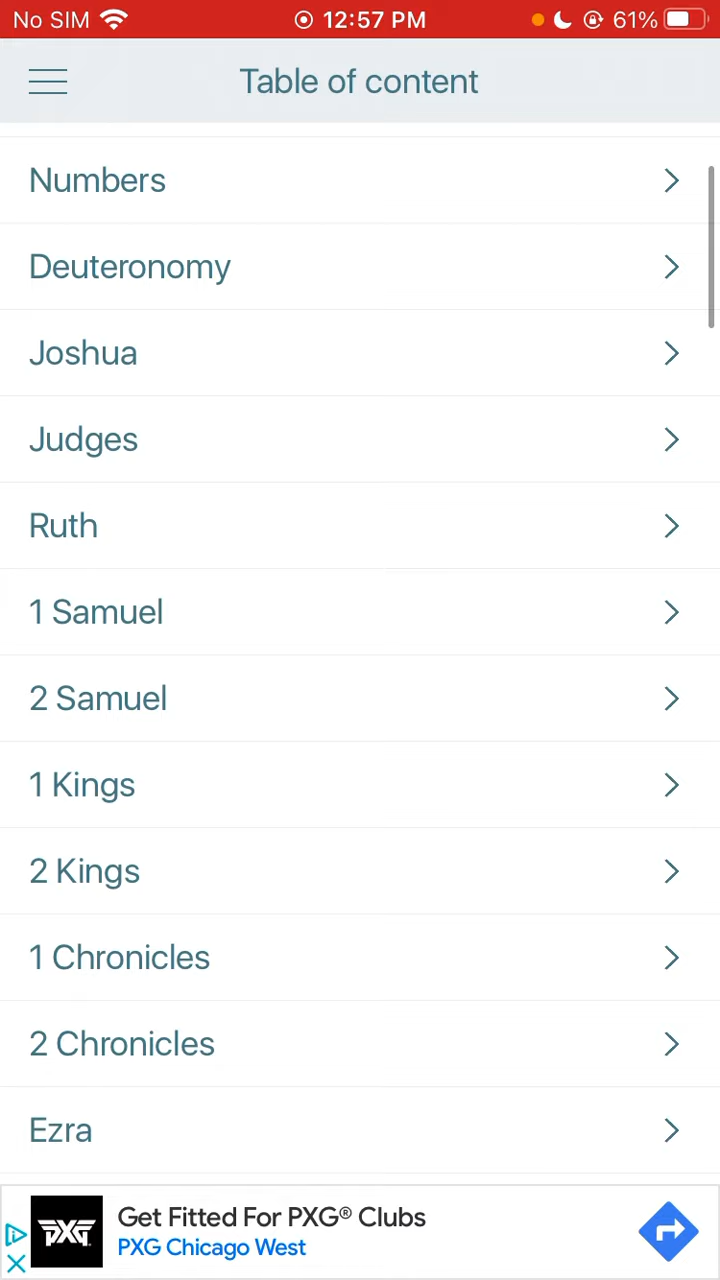 No SIM 12:57 PM 61%
Table of content
Numbers
Deuteronomy
Joshua
Judges
Ruth
1 Samuel
2 Samuel
1 Kings
2 Kings
1 Chronicles
2 Chronicles
Ezra
PXG
Get Fitted For PXG® Clubs
PXG Chicago West